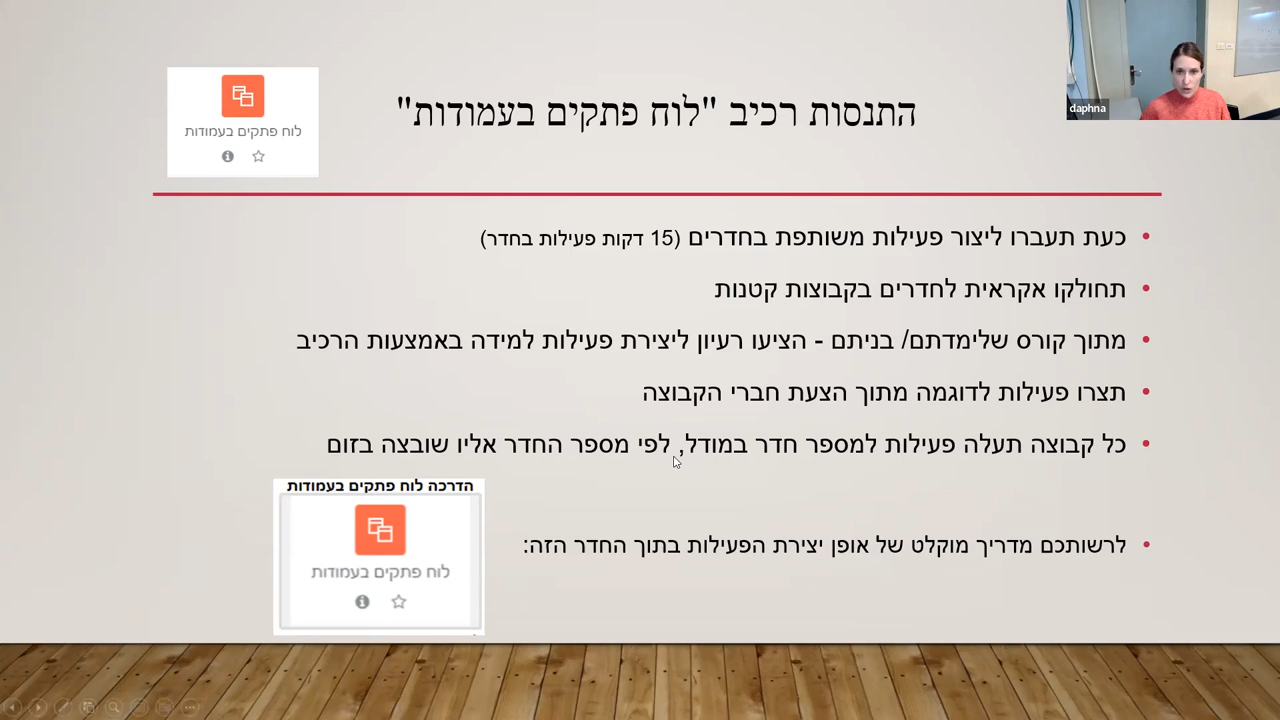 daphna
התנסות רכיב "לוח פתקים בעמודות"
לוח פתקים בעמודות
כעת תעברו ליצור פעילות משותפת בחדרים (15 דקות פעילות בחדר)
תחולקו אקראית לחדרים בקבוצות קטנות
מתוך קורס שלימדתם/ בניתם - הציעו רעיון ליצירת פעילות למידה באמצעות הרכיב
תצרו פעילות לדוגמה מתוך הצעת חברי הקבוצה
כל קבוצה תעלה פעילות למספר חדר במודל, לפי מספר החדר אליו שובצה בזום
לרשותכם מדריך מוקלט של אופן יצירת הפעילות בתוך החדר הזה:
הדרכה לוח פתקים בעמודות
לוח פתקים בעמודות